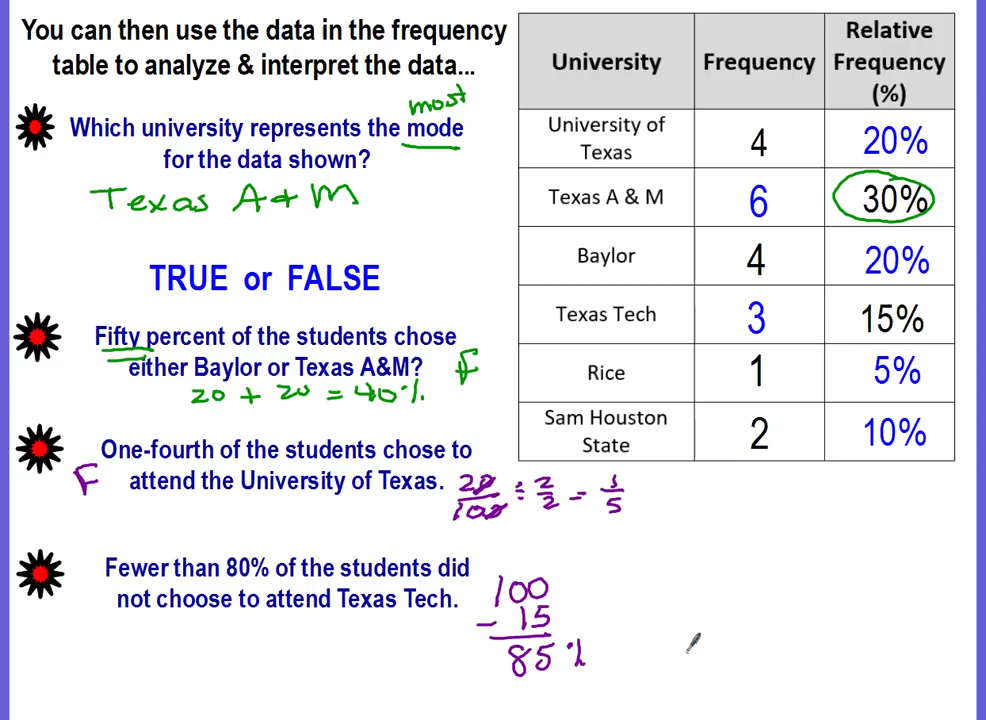 You can then use the data in the frequency
table to analyze & interpret the data...
most
Which university represents the mode
for the data shown?
Texas A & M
TRUE or FALSE
Fifty percent of the students chose
either Baylor or Texas A&M? F
20 + 20 = 40%
One-fourth of the students chose to
F attend the University of Texas.
20/100 ÷ 2/2 = 1/5
Fewer than 80% of the students did
not choose to attend Texas Tech.
100
- 15
85%
University Frequency Relative Frequency (%)
University of Texas 4 20%
Texas A & M 6 30%
Baylor 4 20%
Texas Tech 3 15%
Rice 1 5%
Sam Houston State 2 10%